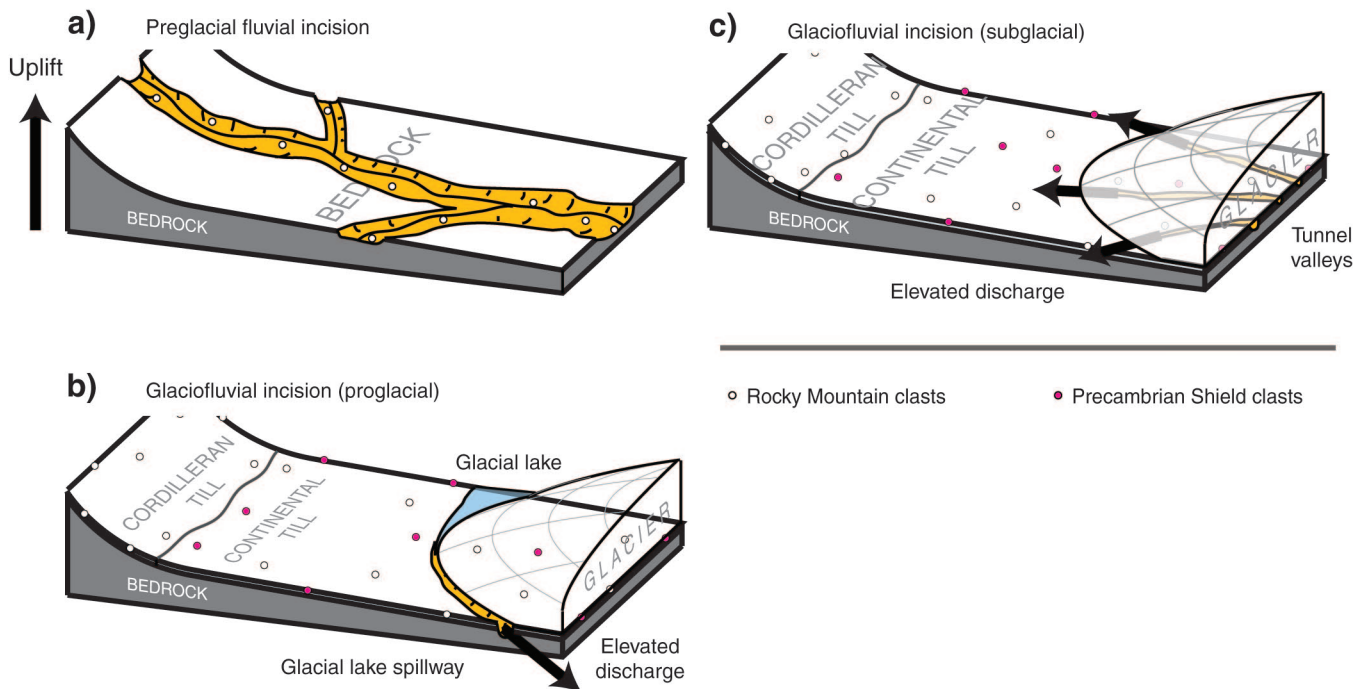 a)
Preglacial fluvial incision
Uplift
BEDROCK
BEDROCK
b)
Glaciofluvial incision (proglacial)
CORDILLERAN
TILL
CONTINENTAL
TILL
Glacial lake
GLACIER
BEDROCK
Glacial lake spillway
Elevated
discharge
c)
Glaciofluvial incision (subglacial)
CORDILLERAN
TILL
CONTINENTAL
TILL
GLACIER
BEDROCK
Tunnel
valleys
Elevated discharge
Rocky Mountain clasts
Precambrian Shield clasts